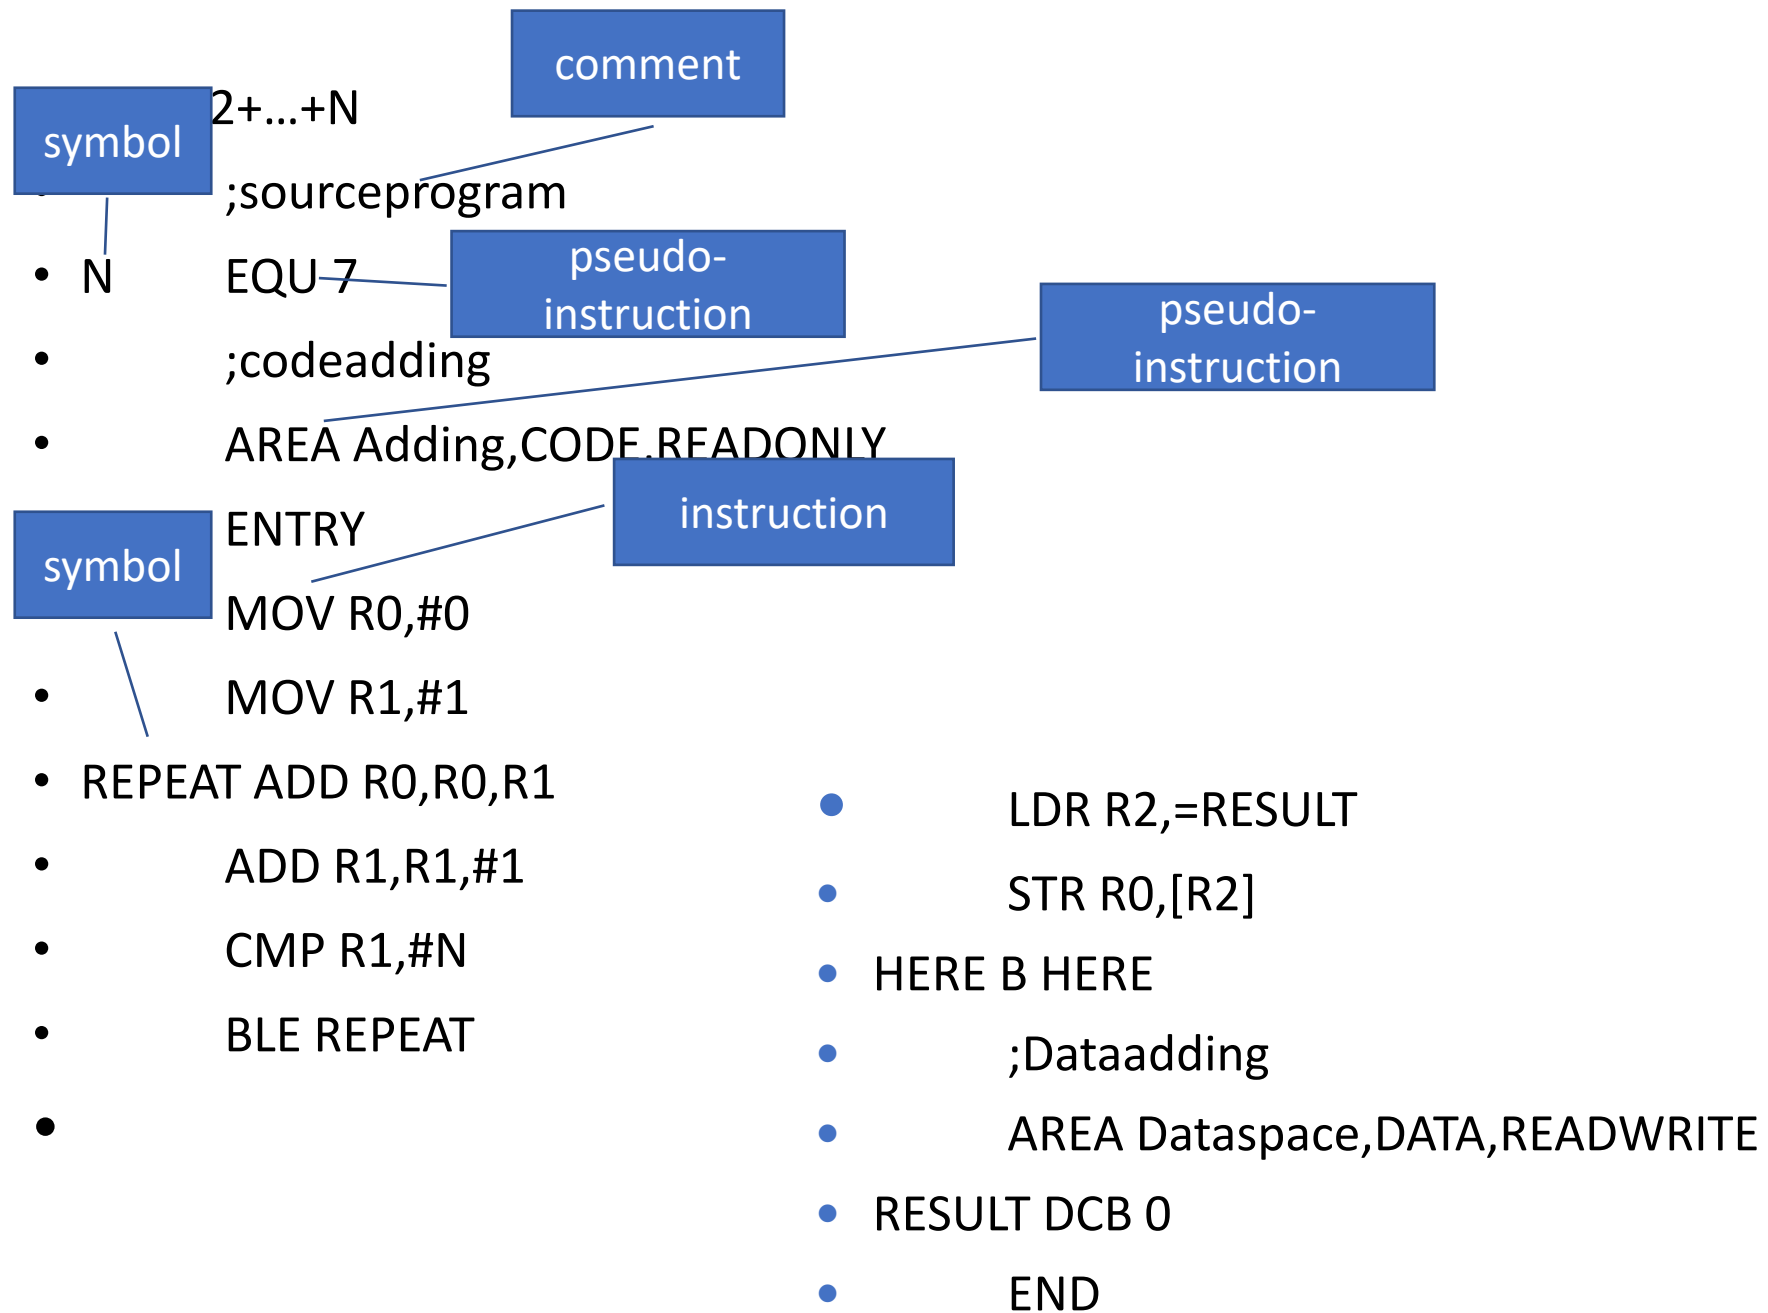 comment
2+...+N
symbol
;sourceprogram
• N EQU 7
pseudo-
instruction
pseudo-
instruction
• ;codeadding
• AREA Adding,CODE,READONLY
instruction
ENTRY
symbol
MOV R0,#0
• MOV R1,#1
• REPEAT ADD R0,R0,R1
• ADD R1,R1,#1
• CMP R1,#N
• BLE REPEAT
•
• LDR R2,=RESULT
• STR R0,[R2]
• HERE B HERE
• ;Dataadding
• AREA Dataspace,DATA,READWRITE
• RESULT DCB 0
• END